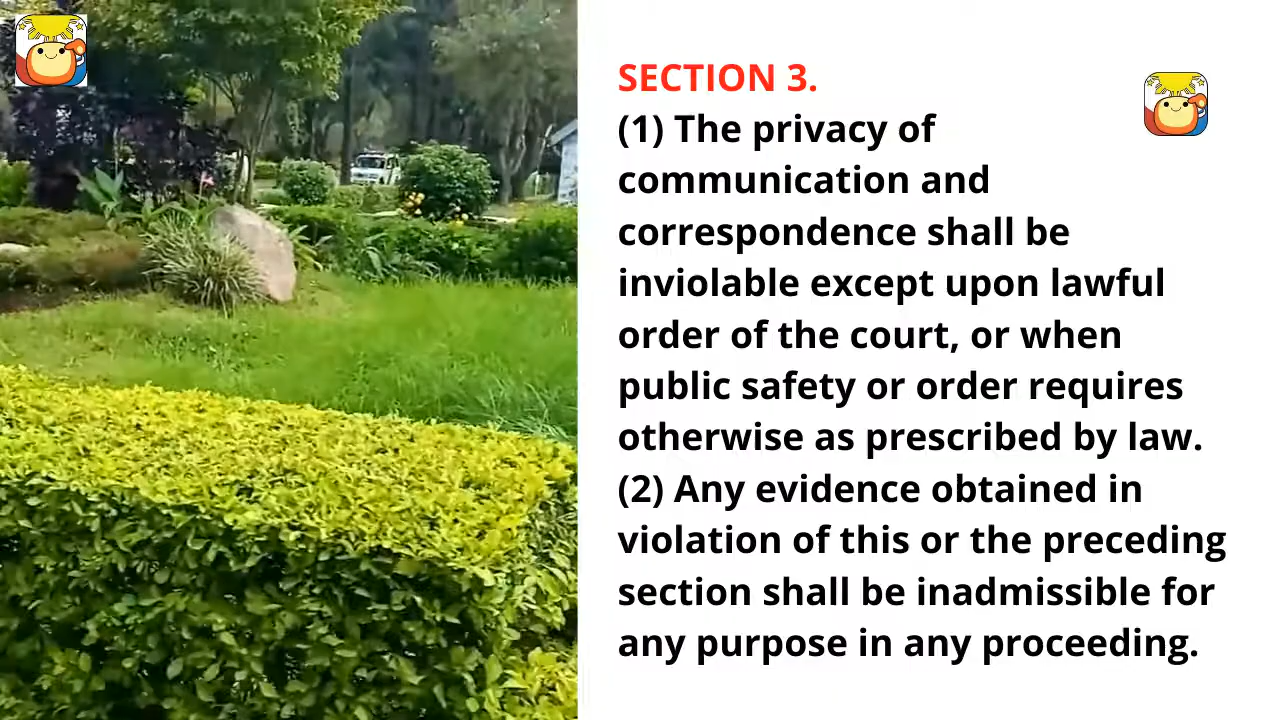 SECTION 3.
(1) The privacy of
communication and
correspondence shall be
inviolable except upon lawful
order of the court, or when
public safety or order requires
otherwise as prescribed by law.
(2) Any evidence obtained in
violation of this or the preceding
section shall be inadmissible for
any purpose in any proceeding.